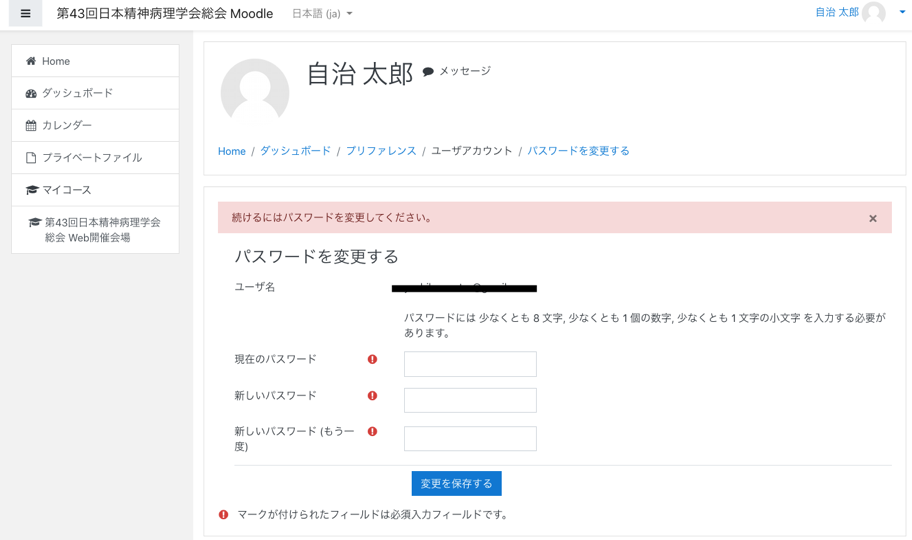 第43回日本精神病理学会総会 Moodle
日本語 (ja)
自治 太郎
Home
ダッシュボード
カレンダー
プライベートファイル
マイコース
第43回日本精神病理学会
総会 Web開催会場
自治 太郎
メッセージ
Home / ダッシュボード / プリファレンス / ユーザアカウント / パスワードを変更する
続けるにはパスワードを変更してください。
×
パスワードを変更する
ユーザ名
パスワードには 少なくとも 8 文字, 少なくとも 1 個の数字, 少なくとも 1 文字の小文字 を入力する必要が
あります。
現在のパスワード
新しいパスワード
新しいパスワード (もう一
度)
変更を保存する
マークが付けられたフィールドは必須入力フィールドです。